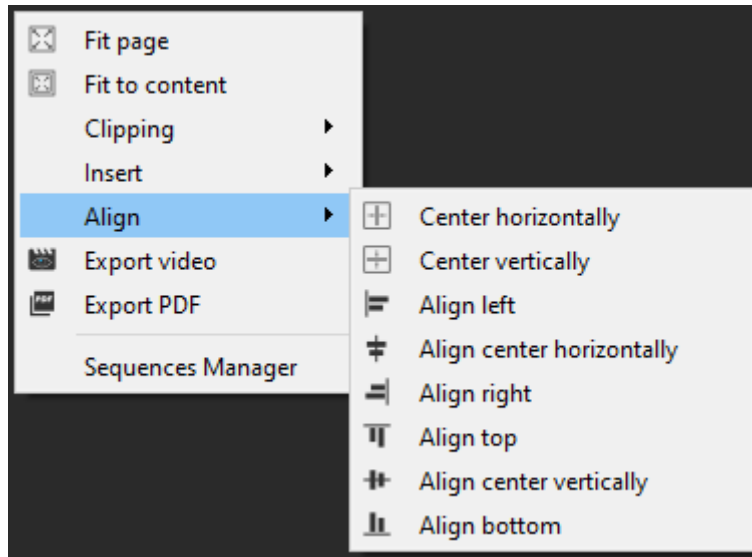 Fit page
Fit to content
Clipping
Insert
Align
Export video
PDF
Export PDF
Sequences Manager
Center horizontally
Center vertically
Align left
Align center horizontally
Align right
Align top
Align center vertically
Align bottom